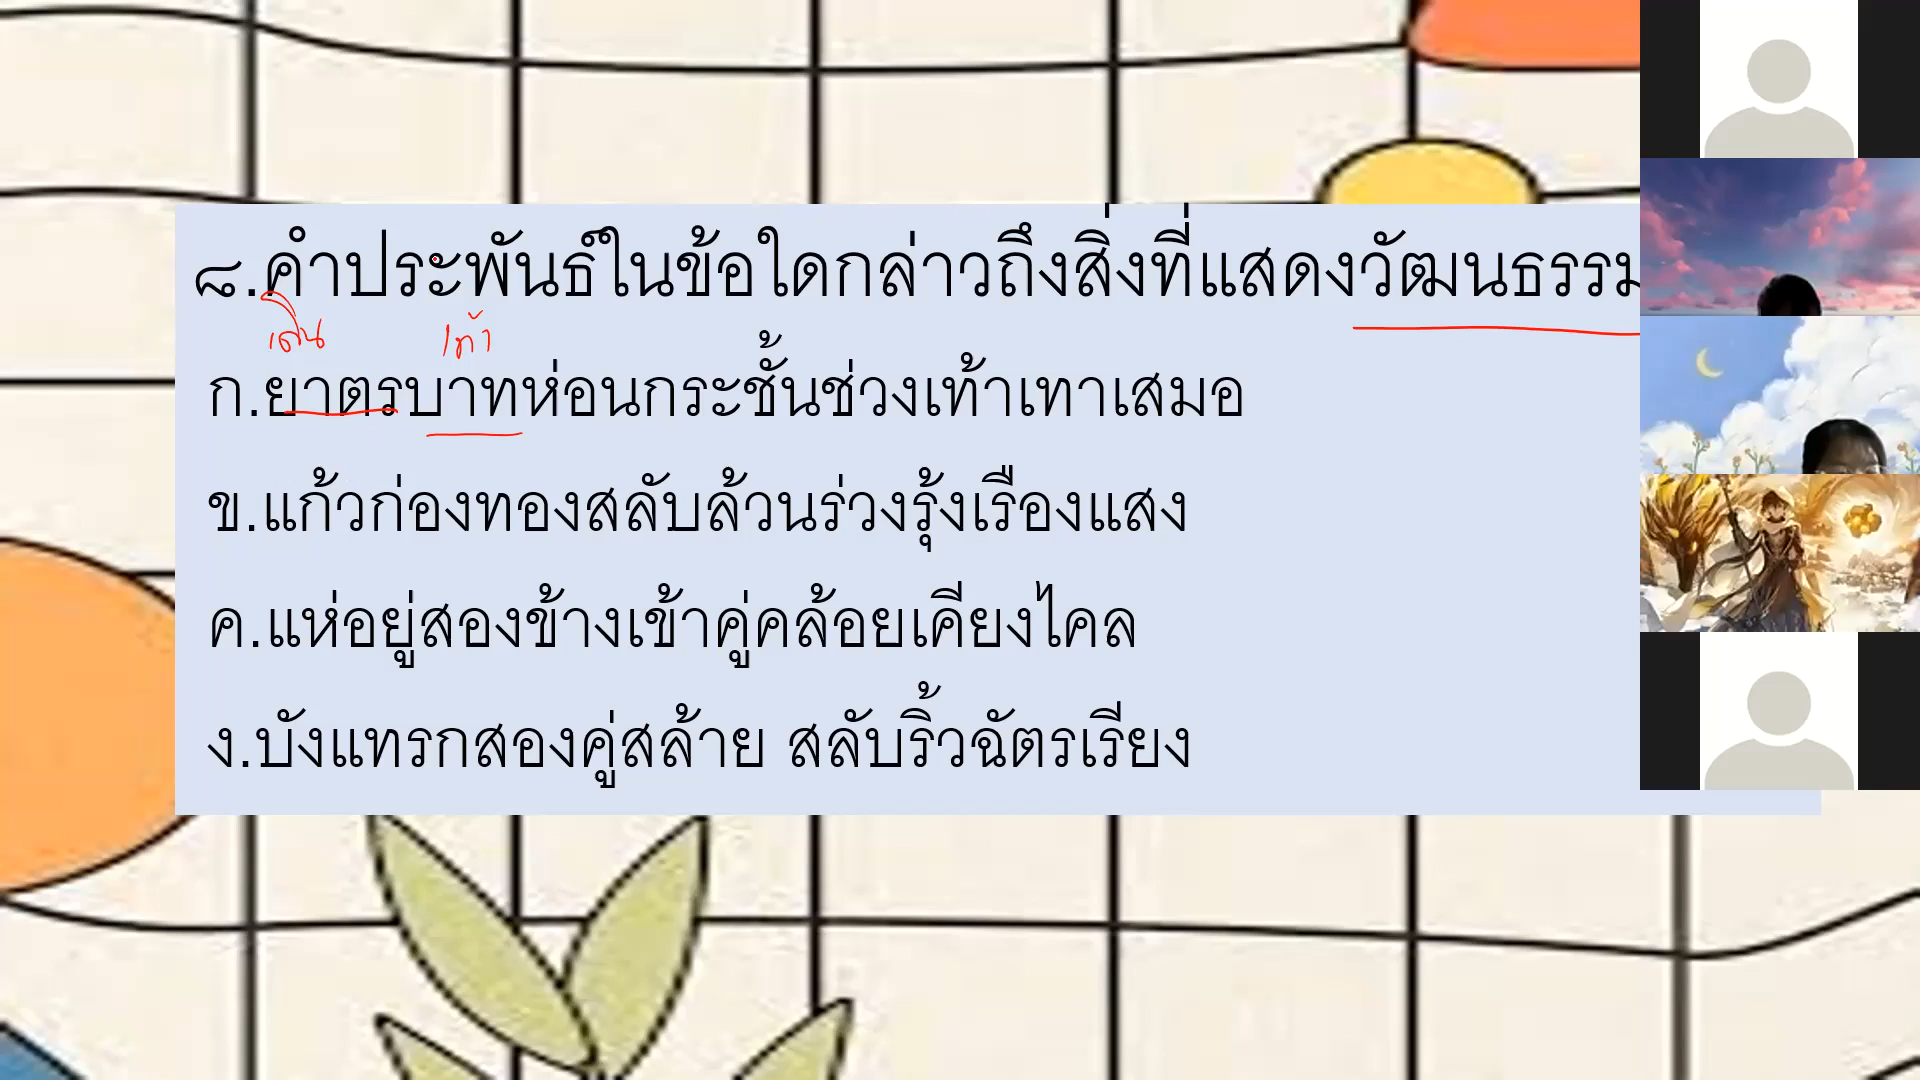 ๘.คำประพันธ์ในข้อใดกล่าวถึงสิ่งที่แสดงวัฒนธรรม
เดิน เท้า
ก.ยาตรบาทห่อนกระชั้นช่วงเท้าเทาเสมอ
ข.แก้วก่องทองสลับล้วนร่วงรุ้งเรืองแสง
ค.แห่อยู่สองข้างเข้าคู่คล้อยเคียงไคล
ง.บังแทรกสองคู่สล้าย สลับริ้วฉัตรเรียง